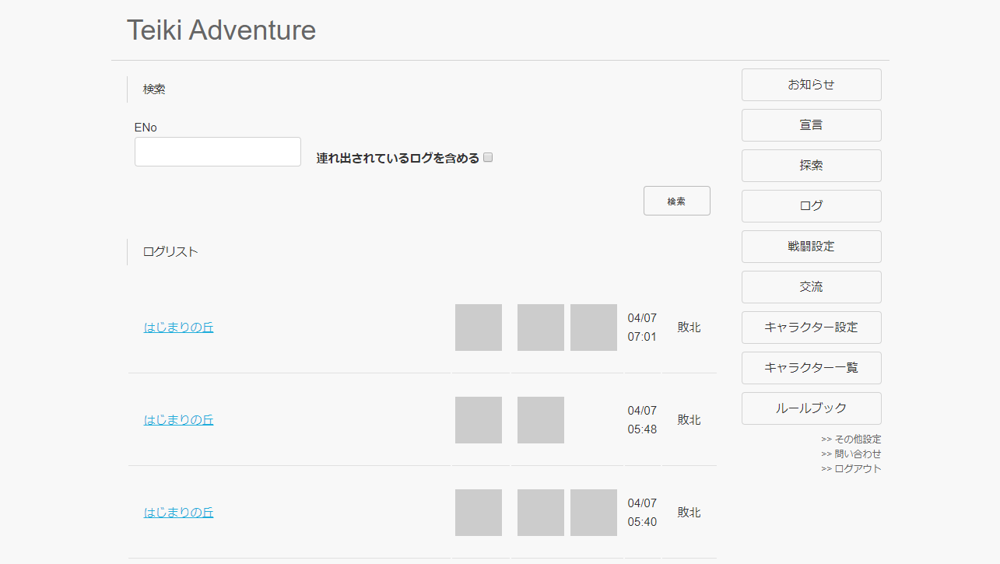 Teiki Adventure
検索
ENo
連れ出されているログを含める
検索
ログリスト
はじまりの丘
04/07
07:01
敗北
はじまりの丘
04/07
05:48
敗北
はじまりの丘
04/07
05:40
敗北
お知らせ
宣言
探索
ログ
戦闘設定
交流
キャラクター設定
キャラクター一覧
ルールブック
>> その他設定
>> 問い合わせ
>> ログアウト